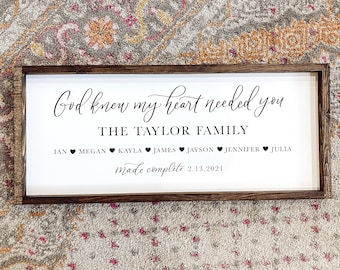 God knew my heart needed you
THE TAYLOR FAMILY
IAN ♥ MEGAN ♥ KAYLA ♥ JAMES ♥ JAYSON ♥ JENNIFER ♥ JULIA
made complete 2.13.2021